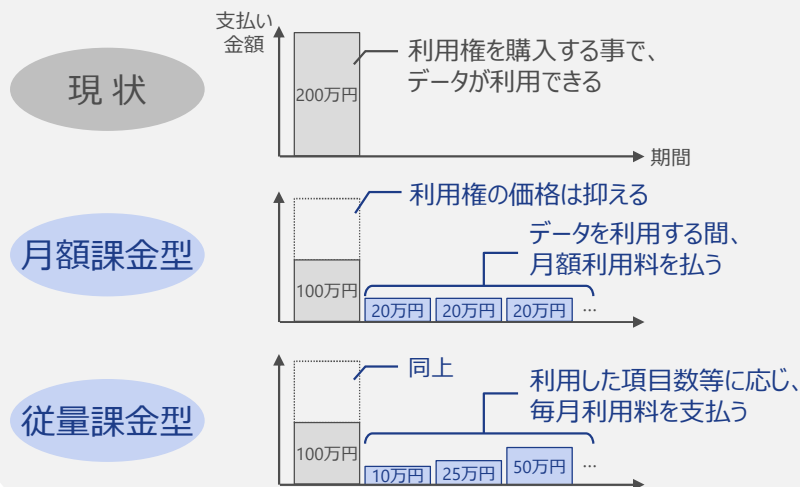 支払い
金額
現 状
200万円
利用権を購入する事で、
データが利用できる
期間
月額課金型
利用権の価格は抑える
データを利用する間、
月額利用料を払う
100万円
20万円
20万円
20万円
…
従量課金型
同上
利用した項目数等に応じ、
毎月利用料を支払う
100万円
10万円
25万円
50万円
…